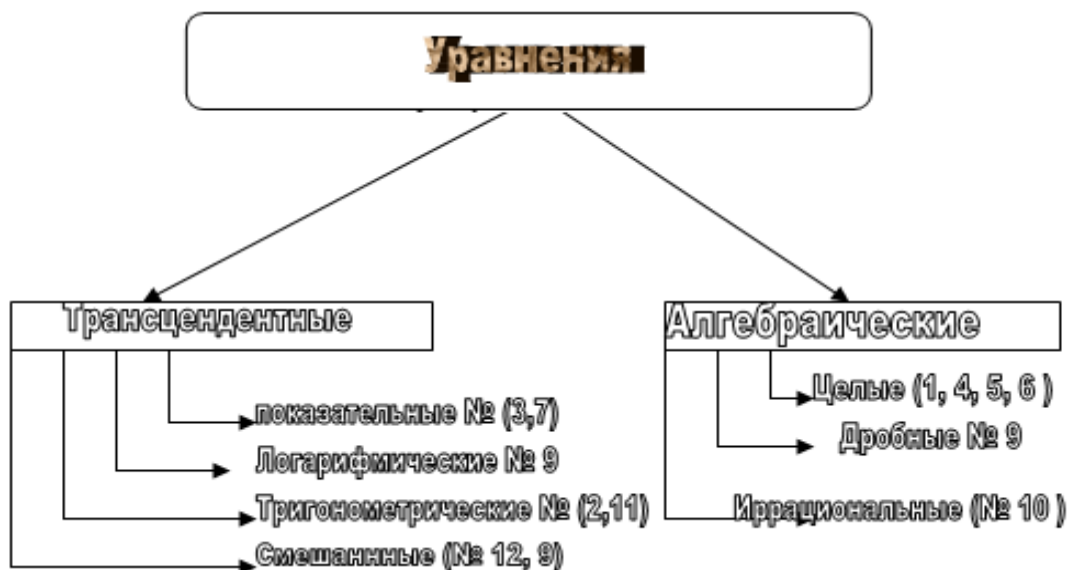 Уравнения
Трансцендентные
показательные № (3,7)
Логарифмические № 9
Тригонометрические № (2,11)
Смешаннные (№ 12, 9)
Алгебраические
Целые (1, 4, 5, 6 )
Дробные № 9
Иррациональные (№ 10 )